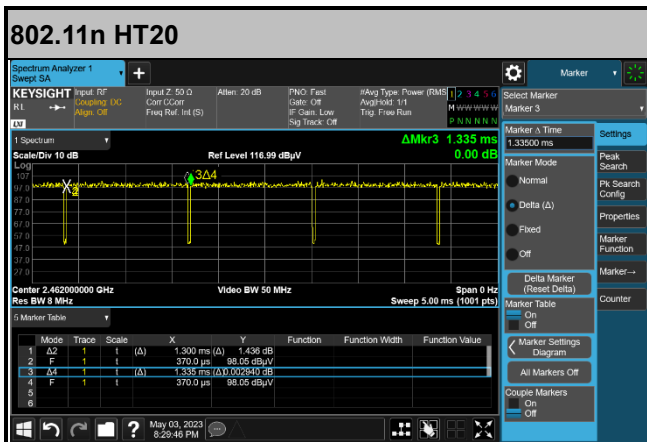 802.11n HT20
Spectrum Analyzer 1
Swept SA
+
Marker
KEYSIGHT
RL
LXI
Input: RF
Coupling: DC
Align: Off
Input Z: 50 Ω
Corr CCorr
Freq Ref: Int (S)
Atten: 20 dB
PNO: Fast
Gate: Off
IF Gain: Low
Sig Track: Off
#Avg Type: Power (RMS
Avg|Hold: 1/1
Trig: Free Run
1 2 3 4 5 6
M W W W W W
P N N N N N
Select Marker
Marker 3
1 Spectrum
ΔMkr3 1.335 ms
0.00 dB
Scale/Div 10 dB
Ref Level 116.99 dBµV
Log
107
97.0
87.0
77.0
67.0
57.0
47.0
37.0
27.0
2
3Δ4
Center 2.462000000 GHz
Video BW 50 MHz
Span 0 Hz
Res BW 8 MHz
Sweep 5.00 ms (1001 pts)
5 Marker Table
Mode Trace Scale X Y Function Function Width Function Value
1 Δ2 1 t (Δ) 1.300 ms (Δ) 1.436 dB
2 F 1 t 370.0 µs 98.05 dBµV
3 Δ4 1 t (Δ) 1.335 ms (Δ)0.002940 dB
4 F 1 t 370.0 µs 98.05 dBµV
5
6
Marker Δ Time
1.33500 ms
Marker Mode
Normal
Delta (Δ)
Fixed
Off
Delta Marker
(Reset Delta)
Marker Table
On
Off
Marker Settings
Diagram
All Markers Off
Couple Markers
On
Off
Settings
Peak
Search
Pk Search
Config
Properties
Marker
Function
Marker→
Counter
?
May 03, 2023
8:29:46 PM